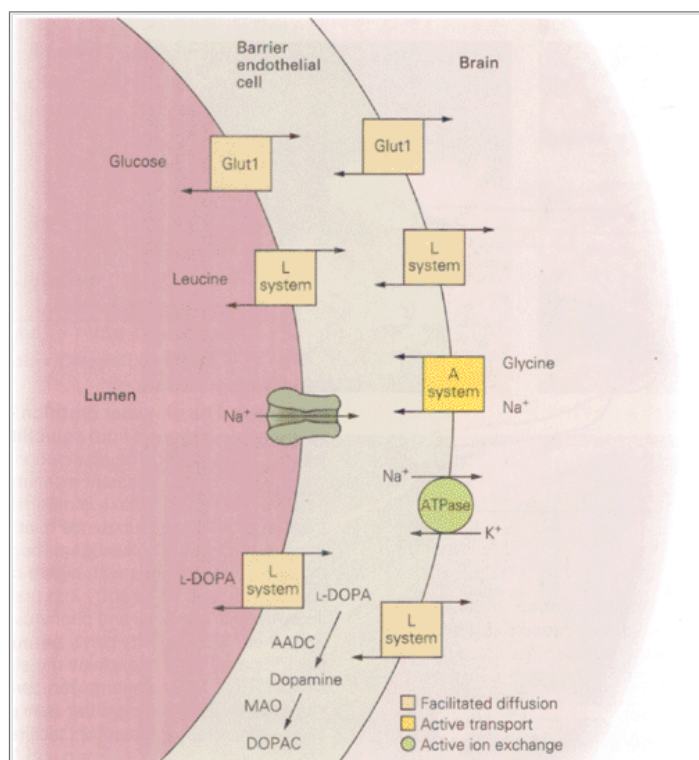 Barrier
endothelial
cell
Brain
Glucose
Glut1
Glut1
Leucine
L
system
L
system
Lumen
Na⁺
A
system
Glycine
Na⁺
Na⁺
ATPase
K⁺
L-DOPA
L
system
L-DOPA
AADC
Dopamine
MAO
DOPAC
L
system
Facilitated diffusion
Active transport
Active ion exchange